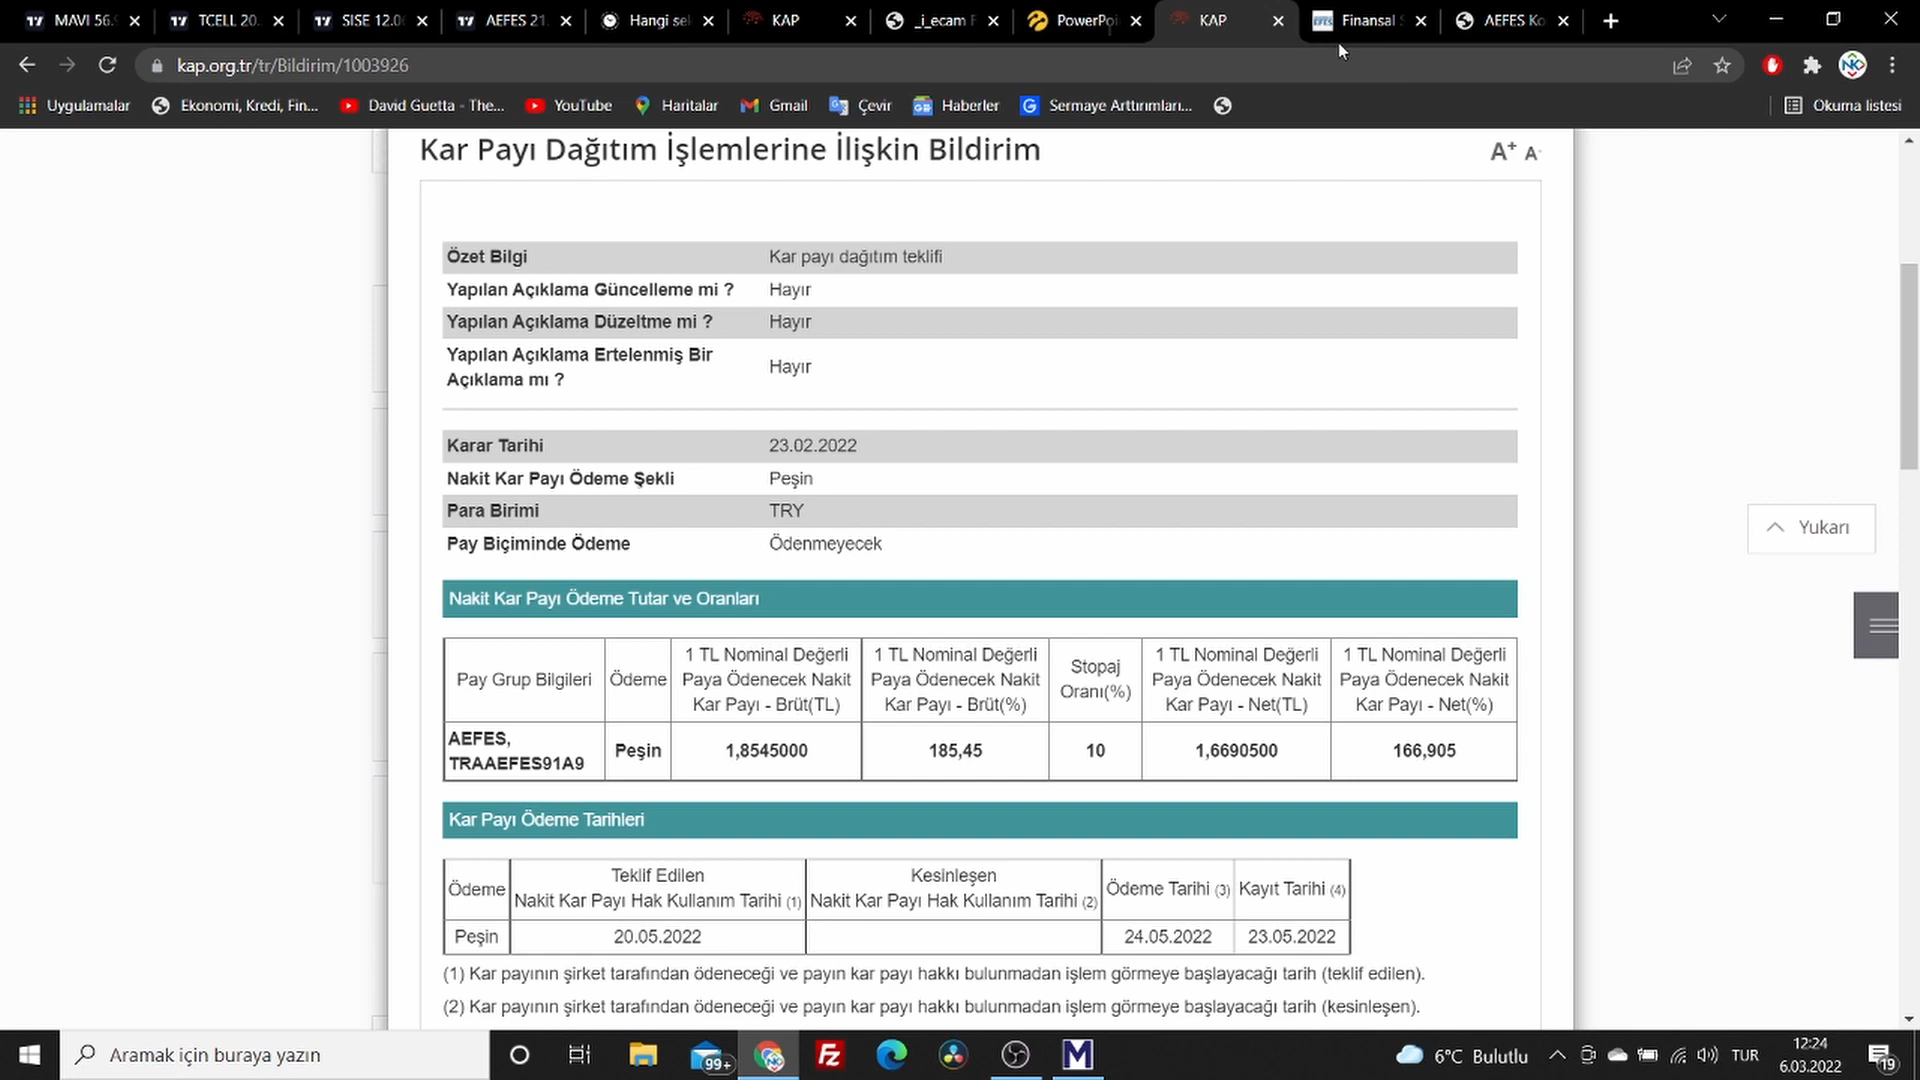 MAVI 56.9
TCELL 20.
SISE 12.0
AEFES 21.
Hangi sek
KAP
_i_ecam F
PowerPoi
KAP
Finansal S
AEFES Ko
kap.org.tr/tr/Bildirim/1003926
Uygulamalar
Ekonomi, Kredi, Fin...
David Guetta - The...
YouTube
Haritalar
Gmail
Çevir
Haberler
Sermaye Arttırımları...
Okuma listesi
Kar Payı Dağıtım İşlemlerine İlişkin Bildirim
A+ A-
Özet Bilgi Kar payı dağıtım teklifi
Yapılan Açıklama Güncelleme mi ? Hayır
Yapılan Açıklama Düzeltme mi ? Hayır
Yapılan Açıklama Ertelenmiş Bir
Açıklama mı ?
Hayır
Karar Tarihi 23.02.2022
Nakit Kar Payı Ödeme Şekli Peşin
Para Birimi TRY
Pay Biçiminde Ödeme Ödenmeyecek
Yukarı
Nakit Kar Payı Ödeme Tutar ve Oranları
Pay Grup Bilgileri
Ödeme
1 TL Nominal Değerli
Paya Ödenecek Nakit
Kar Payı - Brüt(TL)
1 TL Nominal Değerli
Paya Ödenecek Nakit
Kar Payı - Brüt(%)
Stopaj
Oranı(%)
1 TL Nominal Değerli
Paya Ödenecek Nakit
Kar Payı - Net(TL)
1 TL Nominal Değerli
Paya Ödenecek Nakit
Kar Payı - Net(%)
AEFES,
TRAAEFES91A9
Peşin
1,8545000
185,45
10
1,6690500
166,905
Kar Payı Ödeme Tarihleri
Ödeme
Teklif Edilen
Nakit Kar Payı Hak Kullanım Tarihi (1)
Kesinleşen
Nakit Kar Payı Hak Kullanım Tarihi (2)
Ödeme Tarihi (3)
Kayıt Tarihi (4)
Peşin
20.05.2022
24.05.2022
23.05.2022
(1) Kar payının şirket tarafından ödeneceği ve payın kar payı hakkı bulunmadan işlem görmeye başlayacağı tarih (teklif edilen).
(2) Kar payının şirket tarafından ödeneceği ve payın kar payı hakkı bulunmadan işlem görmeye başlayacağı tarih (kesinleşen).
Aramak için buraya yazın
99+
6°C Bulutlu
TUR
12:24
6.03.2022
19